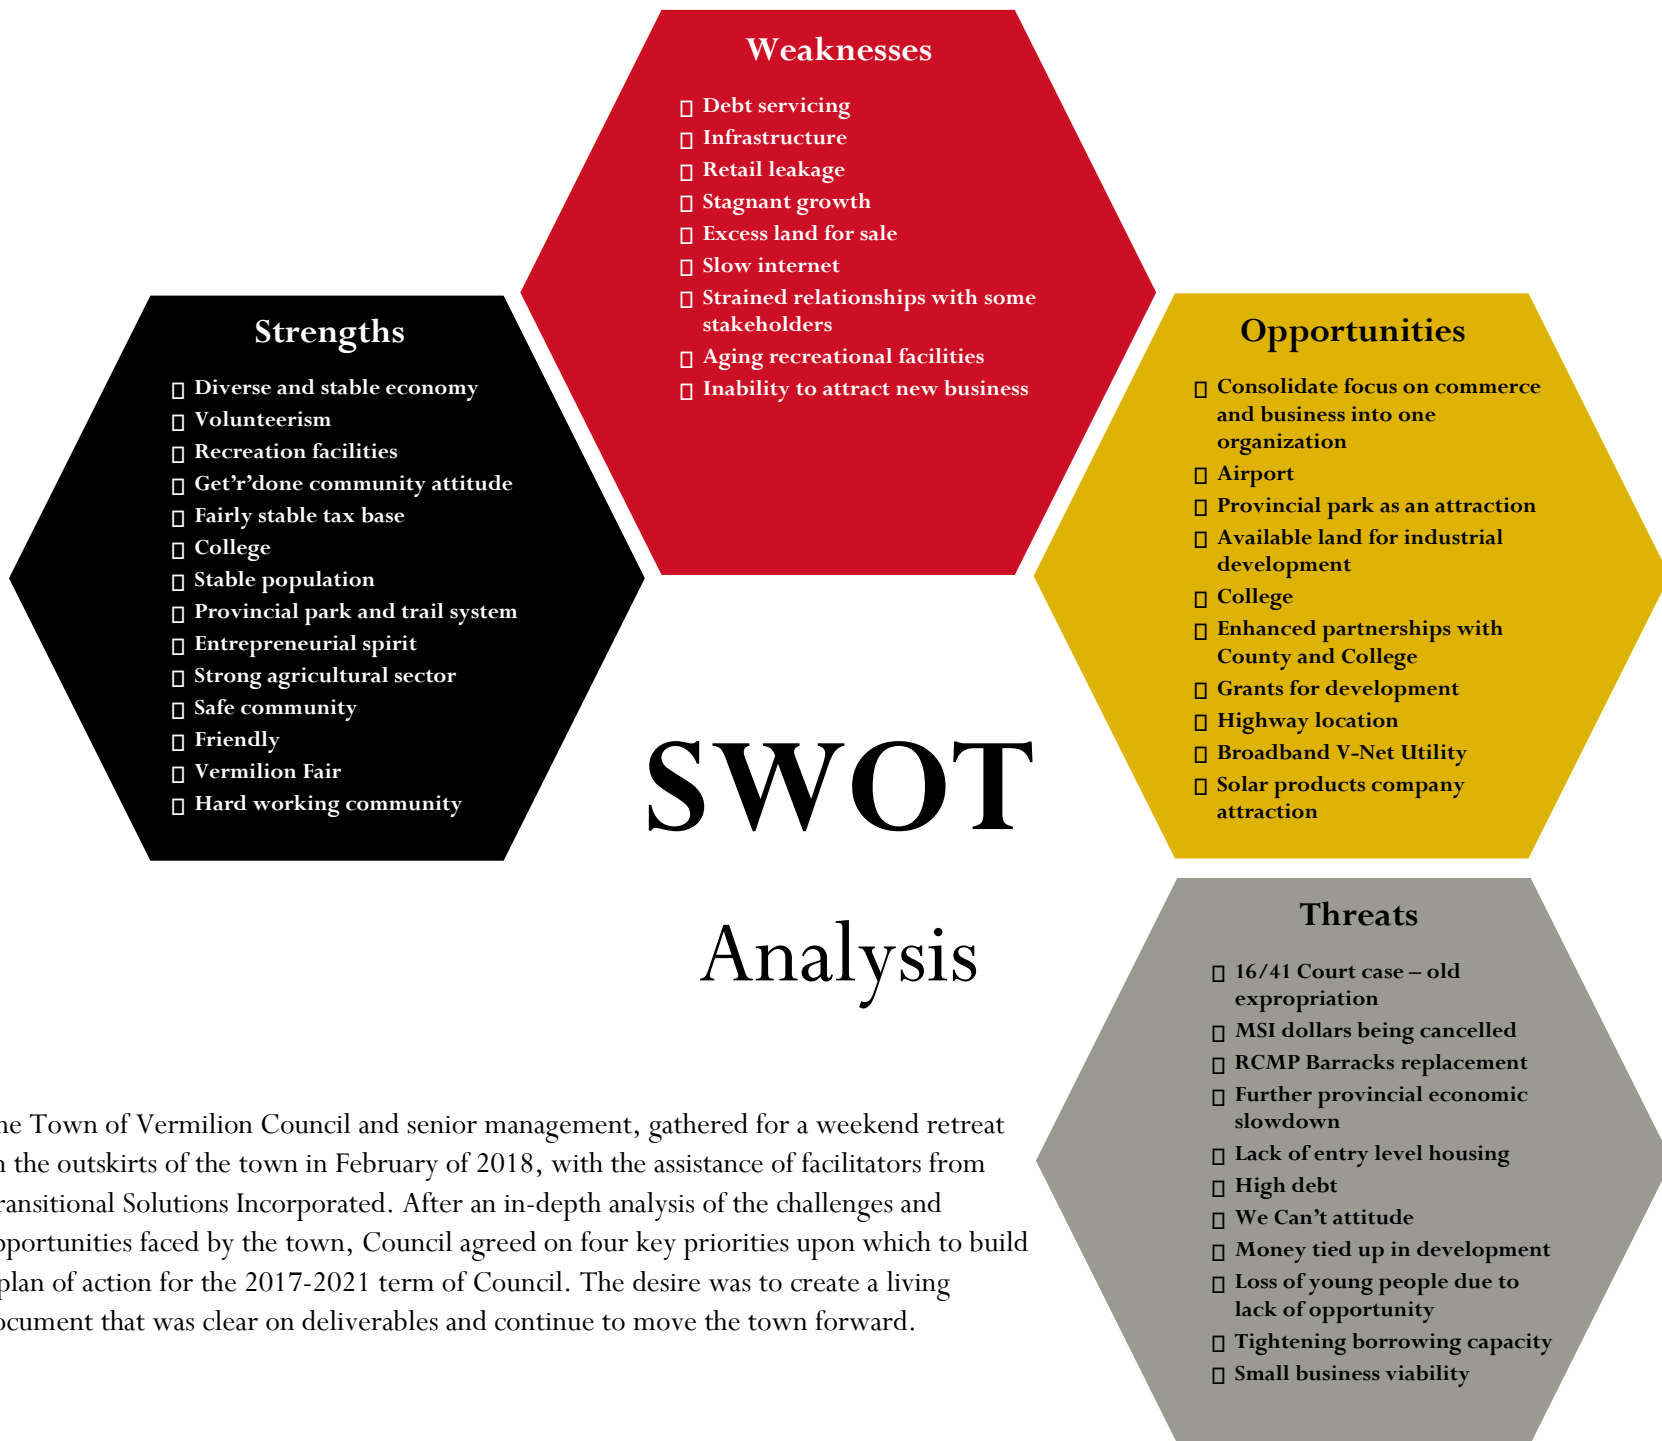 Weaknesses
Debt servicing
Infrastructure
Retail leakage
Stagnant growth
Excess land for sale
Slow internet
Strained relationships with some
stakeholders
Aging recreational facilities
Inability to attract new business
Strengths
Diverse and stable economy
Volunteerism
Recreation facilities
Get’r’done community attitude
Fairly stable tax base
College
Stable population
Provincial park and trail system
Entrepreneurial spirit
Strong agricultural sector
Safe community
Friendly
Vermilion Fair
Hard working community
Opportunities
Consolidate focus on commerce
and business into one
organization
Airport
Provincial park as an attraction
Available land for industrial
development
College
Enhanced partnerships with
County and College
Grants for development
Highway location
Broadband V-Net Utility
Solar products company
attraction
SWOT
Analysis
Threats
16/41 Court case – old
expropriation
MSI dollars being cancelled
RCMP Barracks replacement
Further provincial economic
slowdown
Lack of entry level housing
High debt
We Can’t attitude
Money tied up in development
Loss of young people due to
lack of opportunity
Tightening borrowing capacity
Small business viability
he Town of Vermilion Council and senior management, gathered for a weekend retreat
n the outskirts of the town in February of 2018, with the assistance of facilitators from
ransitional Solutions Incorporated. After an in-depth analysis of the challenges and
pportunities faced by the town, Council agreed on four key priorities upon which to build
plan of action for the 2017-2021 term of Council. The desire was to create a living
ocument that was clear on deliverables and continue to move the town forward.